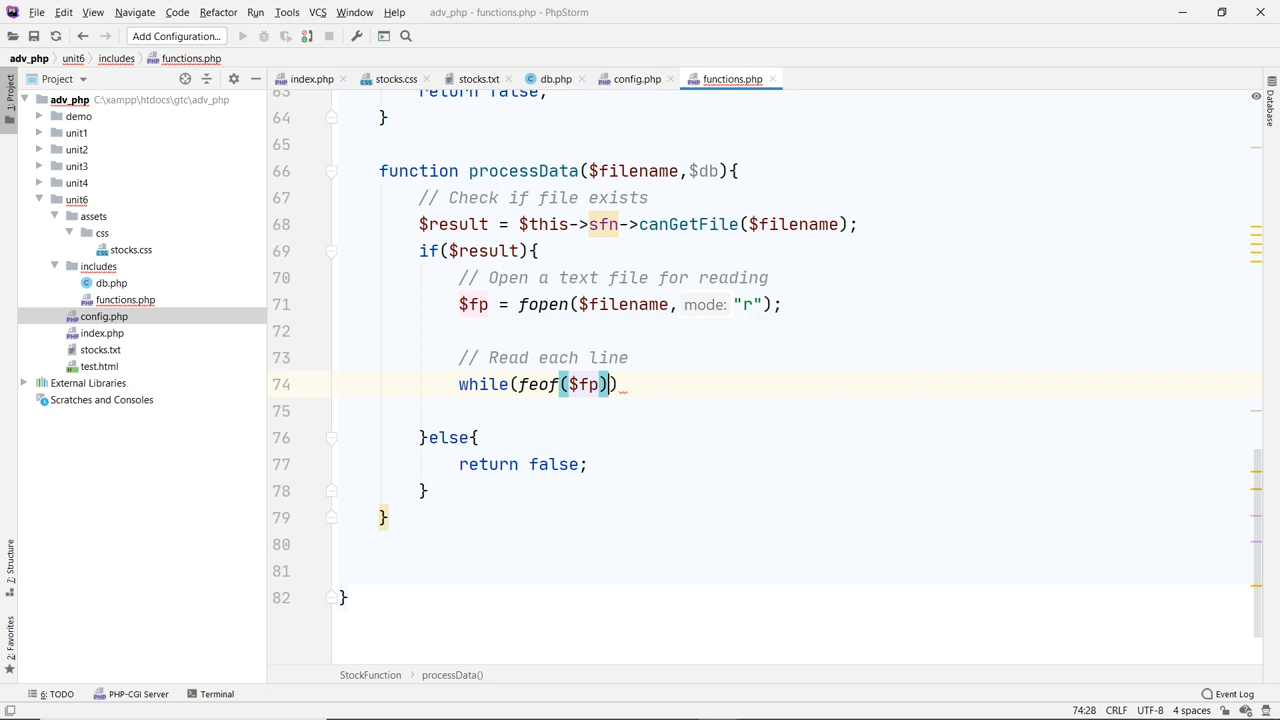 File Edit View Navigate Code Refactor Run Tools VCS Window Help adv_php - functions.php - PhpStorm
Add Configuration...
adv_php unit6 includes functions.php
Project
index.php stocks.css stocks.txt db.php config.php functions.php
adv_php C:\xampp\htdocs\gtc\adv_php
demo
unit1
unit2
unit3
unit4
unit6
assets
css
stocks.css
includes
db.php
functions.php
config.php
index.php
stocks.txt
test.html
External Libraries
Scratches and Consoles
1: Project
7: Structure
2: Favorites
Database
63 return false;
64 }
65
66 function processData($filename,$db){
67 // Check if file exists
68 $result = $this->sfn->canGetFile($filename);
69 if($result){
70 // Open a text file for reading
71 $fp = fopen($filename, mode: "r");
72
73 // Read each line
74 while(feof($fp))
75
76 }else{
77 return false;
78 }
79 }
80
81
82 }
StockFunction processData()
6: TODO PHP-CGI Server Terminal Event Log
74:28 CRLF UTF-8 4 spaces